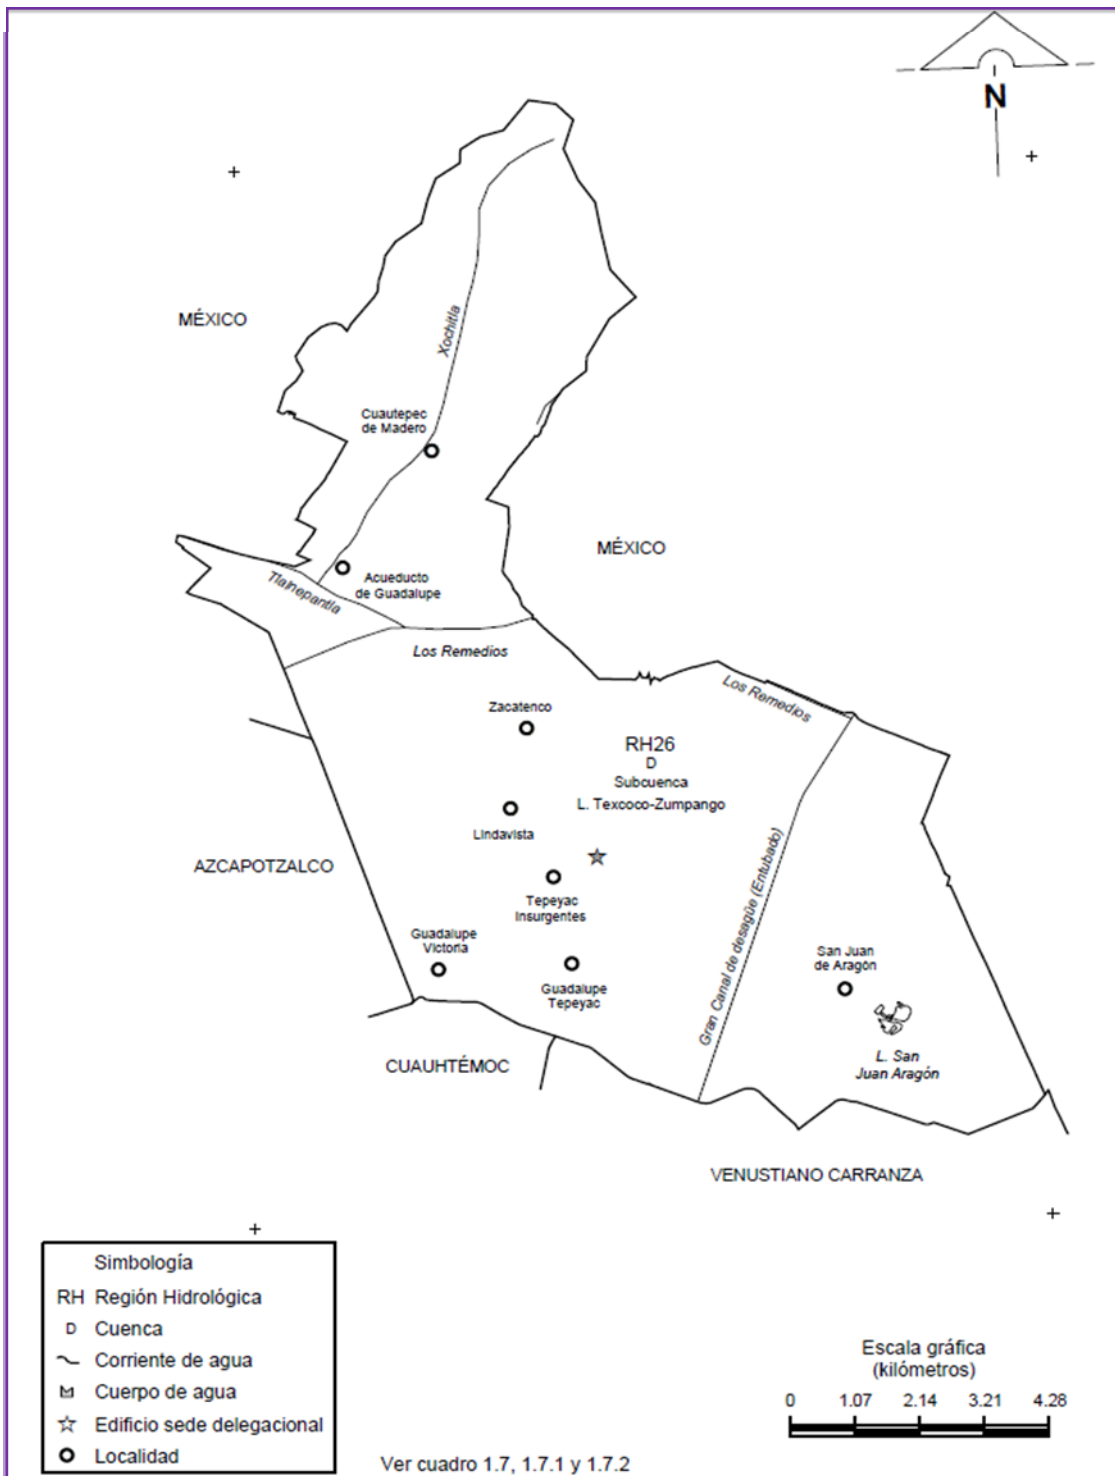 N
MÉXICO
Xochitla
Cuautepec
de Madero
MÉXICO
Tlalnepantla
Acueducto
de Guadalupe
Los Remedios
Los Remedios
Zacatenco
RH26
D
Subcuenca
L. Texcoco-Zumpango
Lindavista
AZCAPOTZALCO
Gran Canal de desagüe (Entubado)
Tepeyac
Insurgentes
Guadalupe
Victoria
San Juan
de Aragón
Guadalupe
Tepeyac
L. San
Juan Aragón
CUAUHTÉMOC
VENUSTIANO CARRANZA
Simbología
RH Región Hidrológica
D Cuenca
Corriente de agua
Cuerpo de agua
Edificio sede delegacional
Localidad
Escala gráfica
(kilómetros)
0 1.07 2.14 3.21 4.28
Ver cuadro 1.7, 1.7.1 y 1.7.2